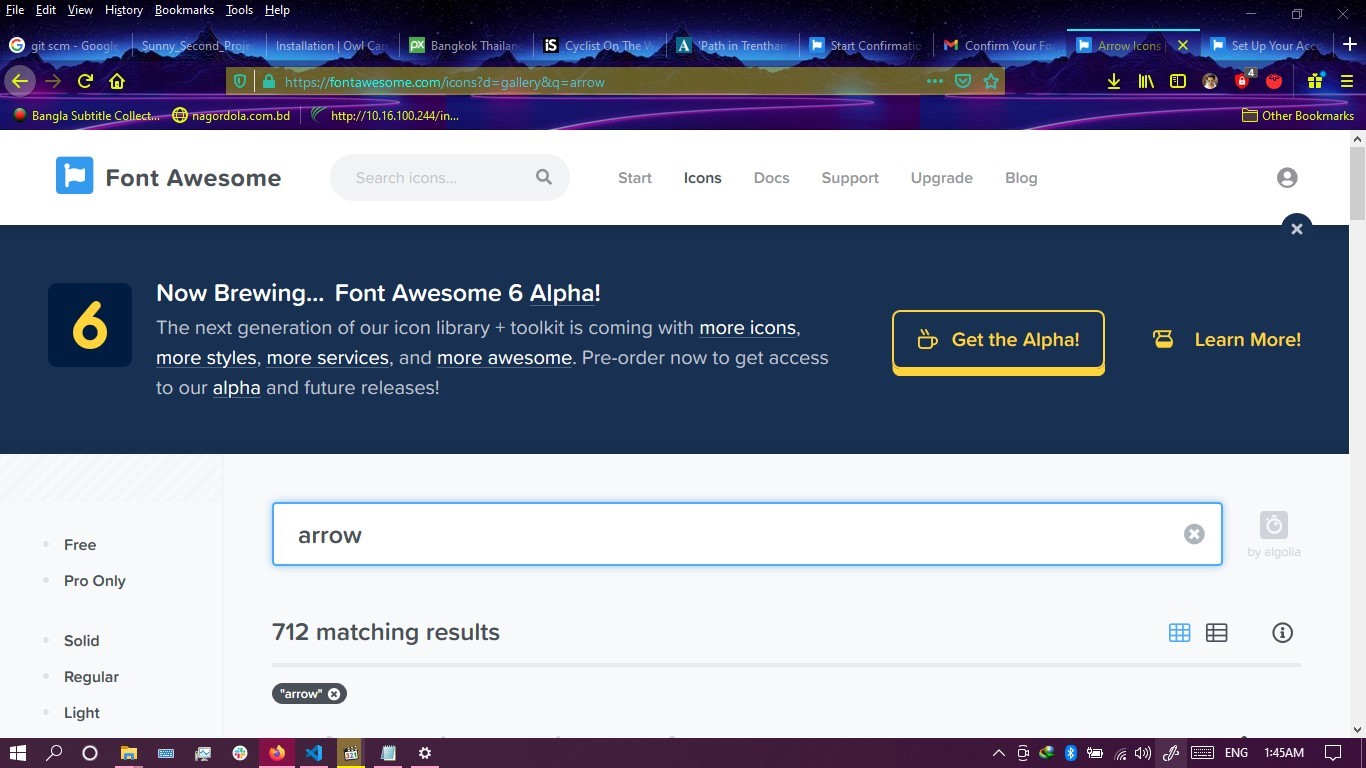 File Edit View History Bookmarks Tools Help
git scm - Google
Sunny_Second_Proje
Installation | Owl Car
Bangkok Thailand
Cyclist On The W
'Path in Trentham
Start Confirmatio
Confirm Your Fo
Arrow Icons
Set Up Your Acc
https://fontawesome.com/icons?d=gallery&q=arrow
4
Bangla Subtitle Collect...
nagordola.com.bd
http://10.16.100.244/in...
Other Bookmarks
Font Awesome
Search icons...
Start Icons Docs Support Upgrade Blog
6
Now Brewing... Font Awesome 6 Alpha!
The next generation of our icon library + toolkit is coming with more icons,
more styles, more services, and more awesome. Pre-order now to get access
to our alpha and future releases!
Get the Alpha!
Learn More!
arrow
by algolia
Free
Pro Only
Solid
Regular
Light
712 matching results
"arrow"
ENG 1:45AM